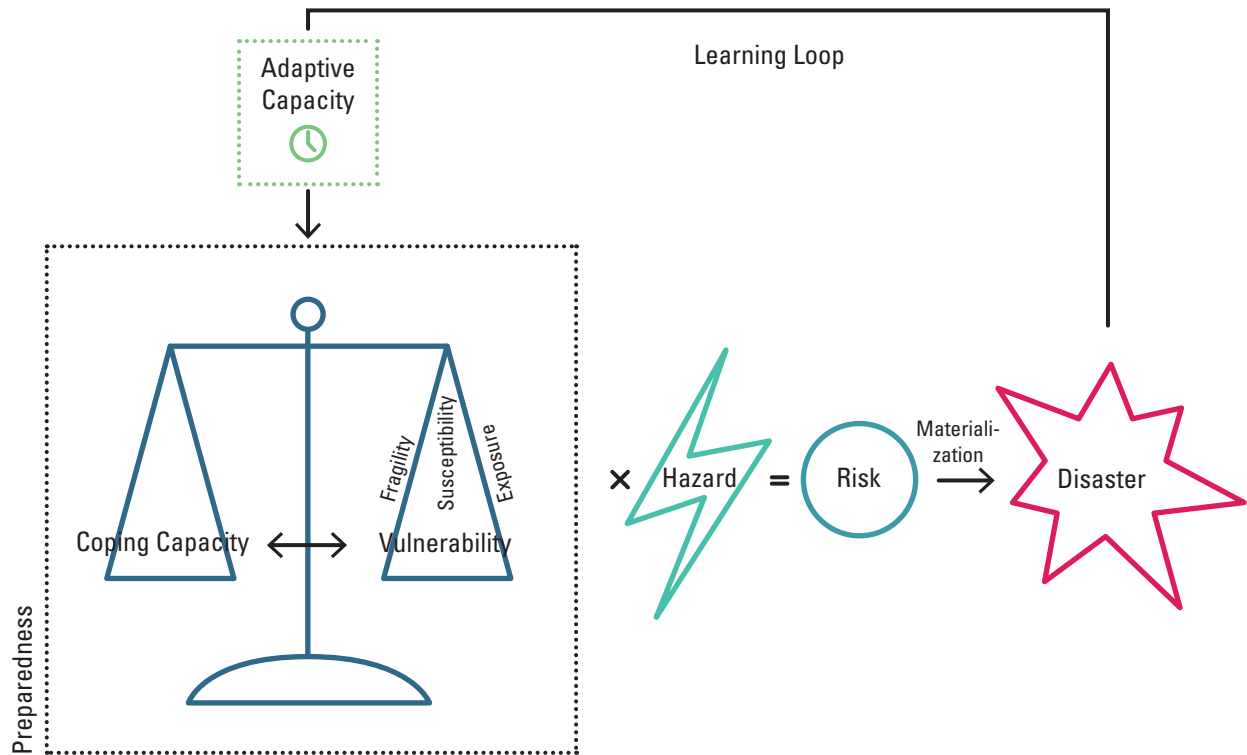 Adaptive
Capacity
Learning Loop
Preparedness
Fragility
Susceptibility
Exposure
Coping Capacity
Vulnerability
×
Hazard
=
Risk
Materiali-
zation
Disaster